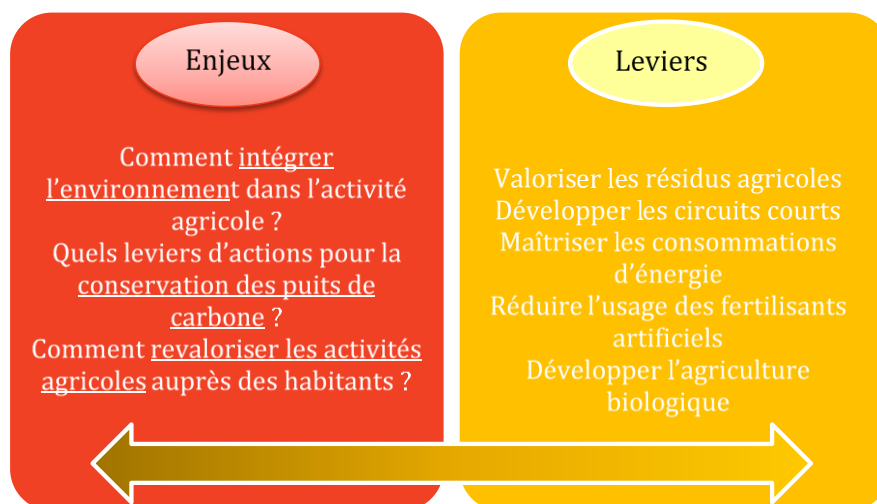 Enjeux
Comment intégrer
l’environnement dans l’activité
agricole ?
Quels leviers d’actions pour la
conservation des puits de
carbone ?
Comment revaloriser les activités
agricoles auprès des habitants ?
Leviers
Valoriser les résidus agricoles
Développer les circuits courts
Maîtriser les consommations
d’énergie
Réduire l’usage des fertilisants
artificiels
Développer l’agriculture
biologique